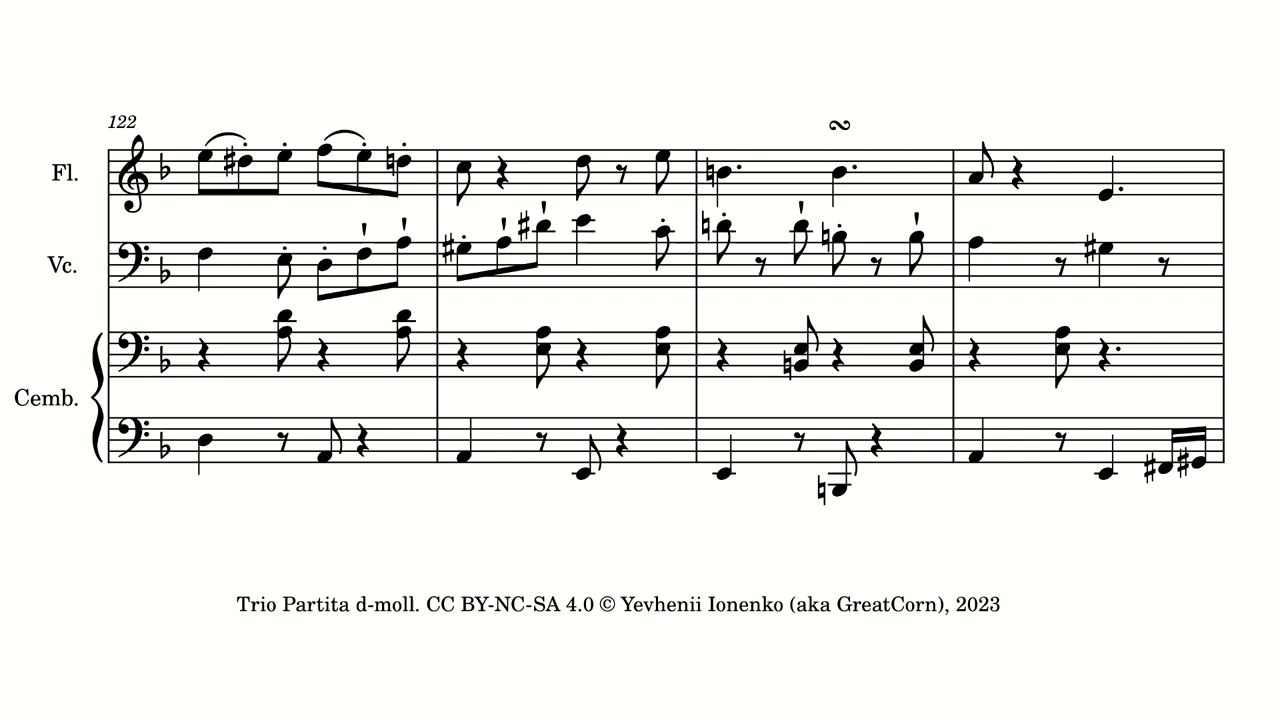 122
Fl.
Vc.
Cemb.
Trio Partita d-moll. CC BY-NC-SA 4.0 © Yevhenii Ionenko (aka GreatCorn), 2023